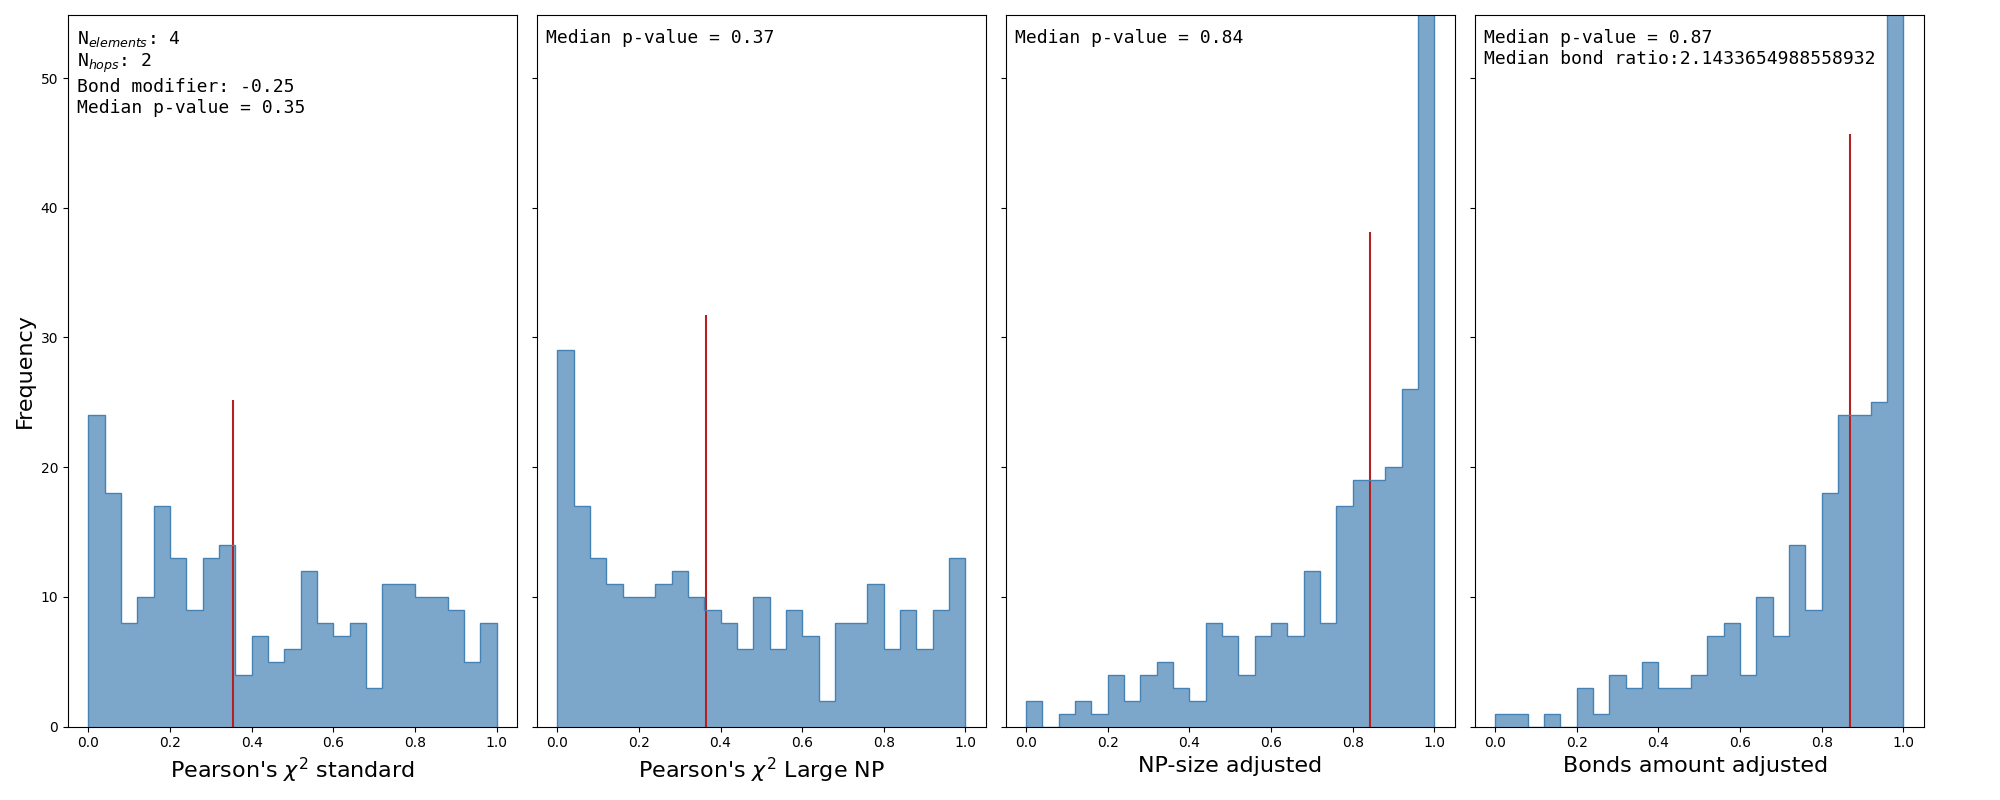 N_elements: 4
N_hops: 2
Bond modifier: -0.25
Median p-value = 0.35
Median p-value = 0.37
Median p-value = 0.84
Median p-value = 0.87
Median bond ratio:2.1433654988558932
Frequency
50
40
30
20
10
0
0.0 0.2 0.4 0.6 0.8 1.0
0.0 0.2 0.4 0.6 0.8 1.0
0.0 0.2 0.4 0.6 0.8 1.0
0.0 0.2 0.4 0.6 0.8 1.0
Pearson's χ² standard
Pearson's χ² Large NP
NP-size adjusted
Bonds amount adjusted